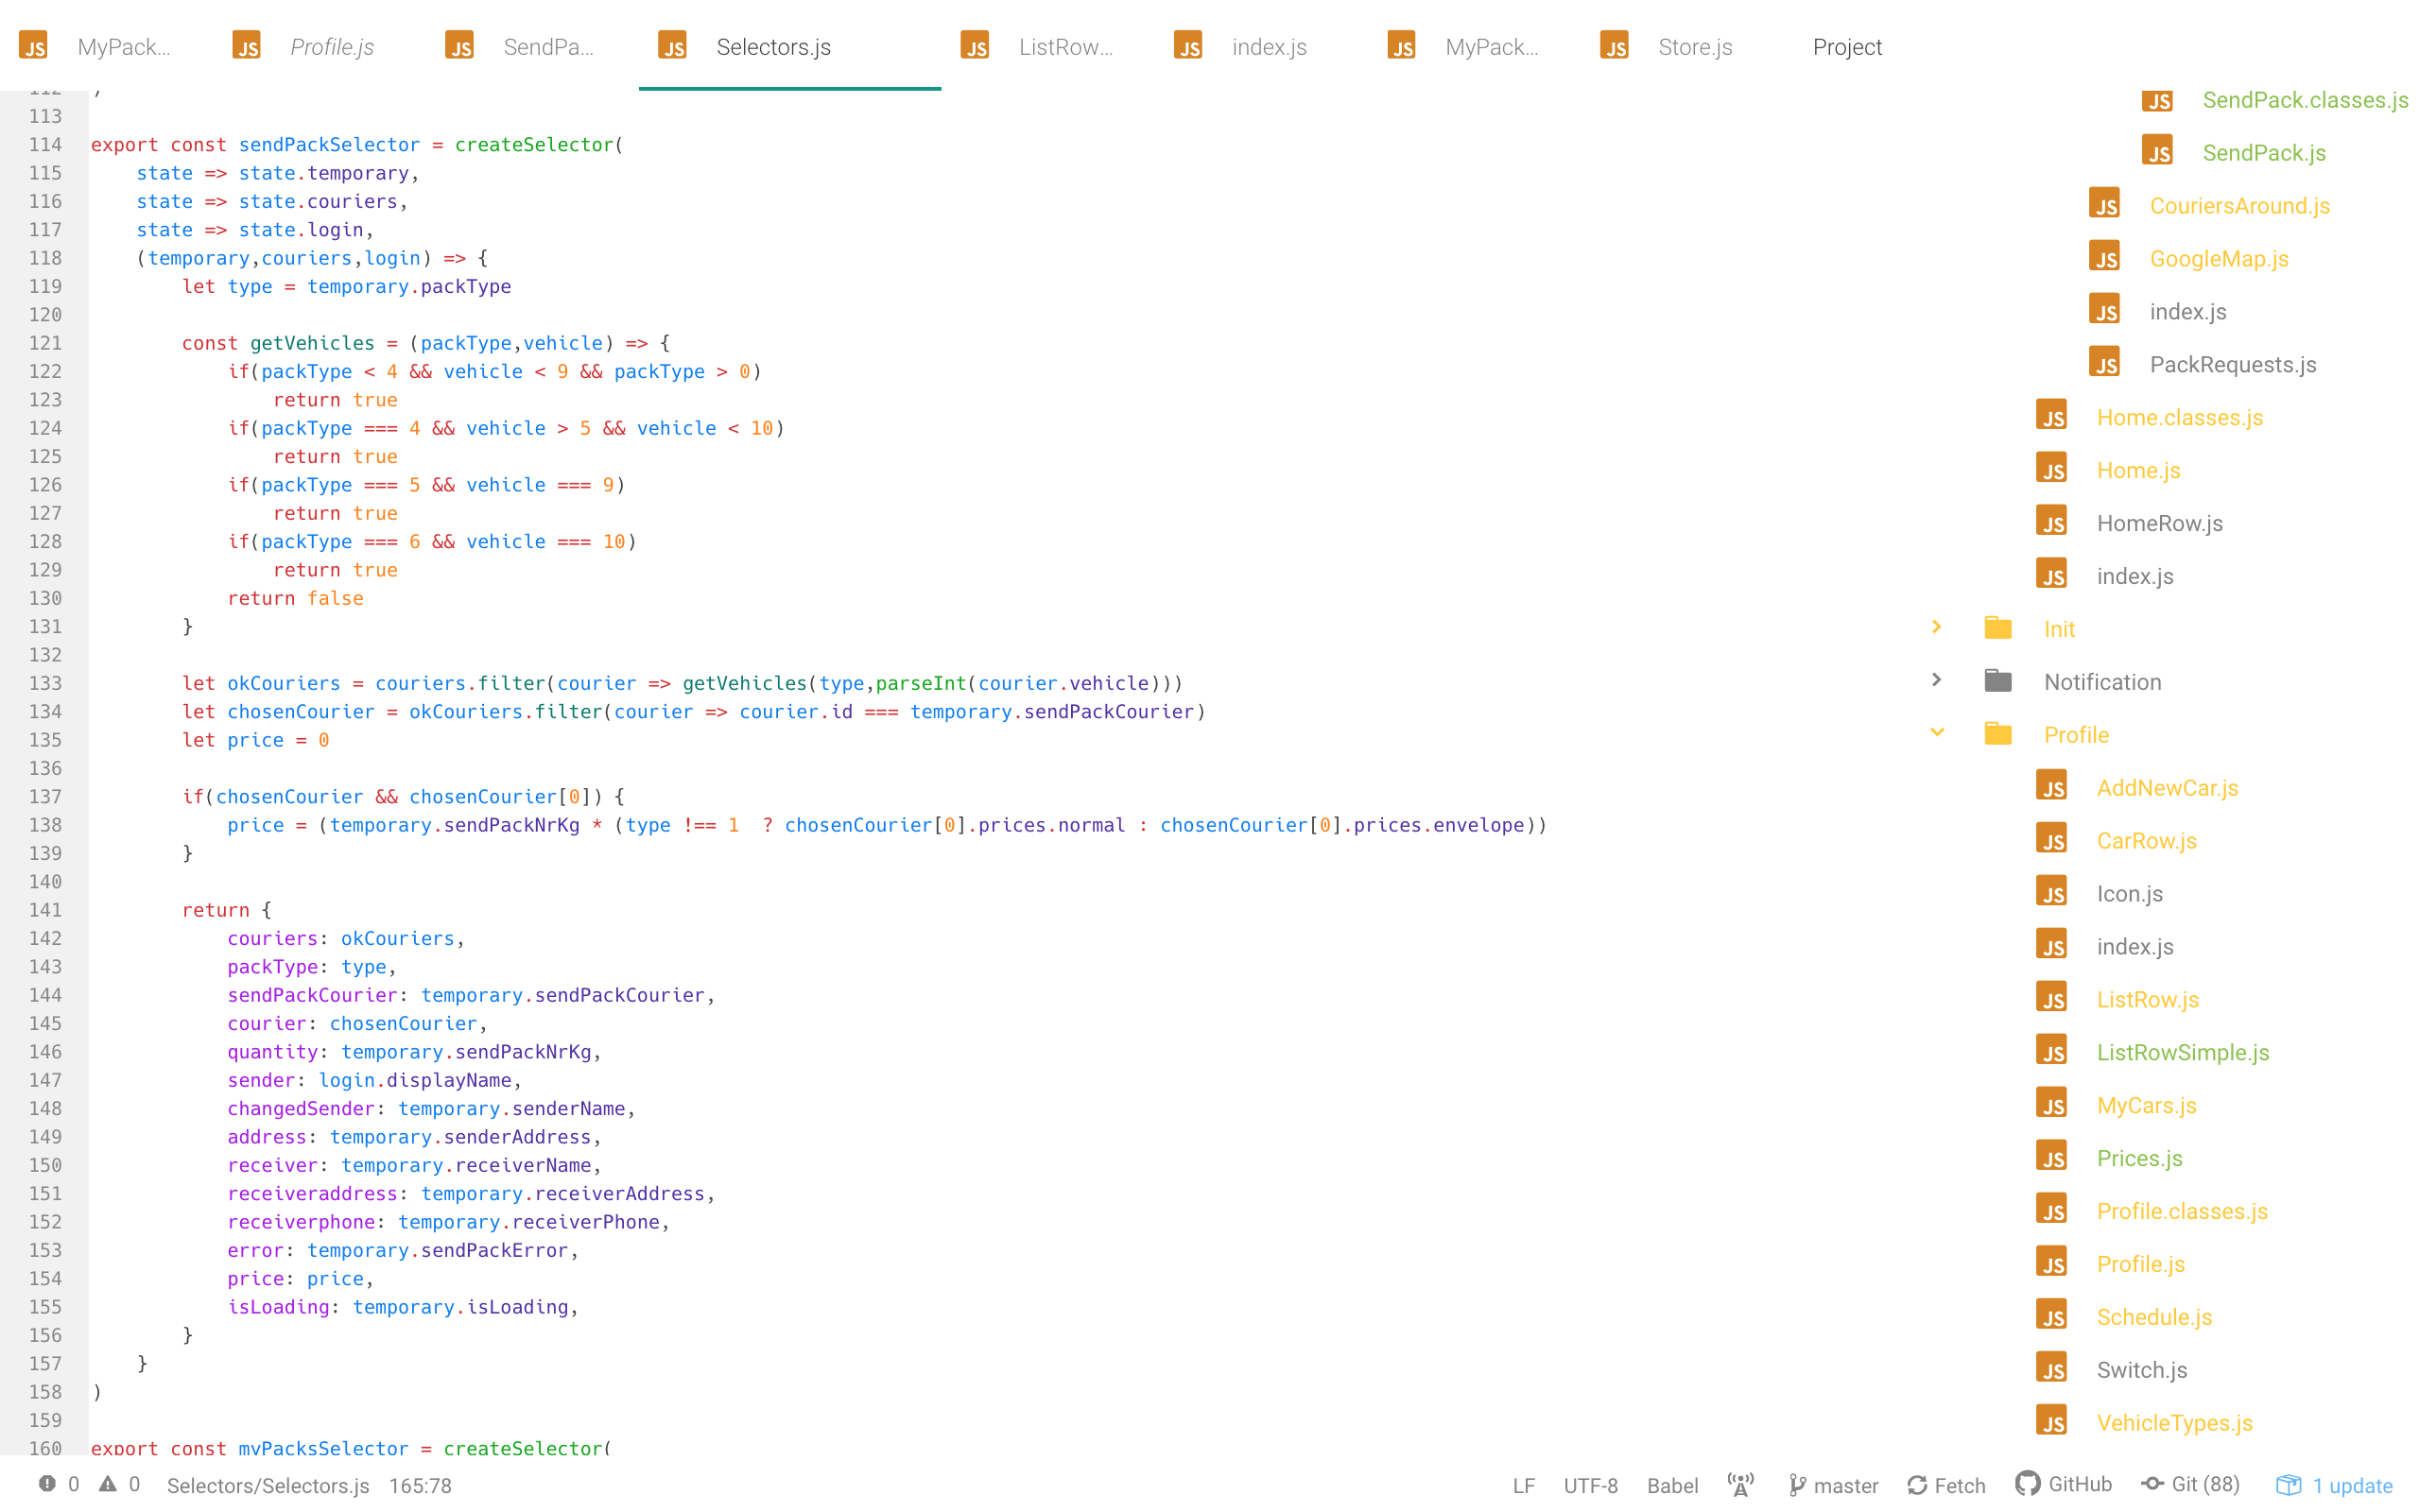 JS MyPack... JS Profile.js JS SendPa... JS Selectors.js JS ListRow... JS index.js JS MyPack... JS Store.js Project
113
114 export const sendPackSelector = createSelector(
115 state => state.temporary,
116 state => state.couriers,
117 state => state.login,
118 (temporary,couriers,login) => {
119 let type = temporary.packType
120
121 const getVehicles = (packType,vehicle) => {
122 if(packType < 4 && vehicle < 9 && packType > 0)
123 return true
124 if(packType === 4 && vehicle > 5 && vehicle < 10)
125 return true
126 if(packType === 5 && vehicle === 9)
127 return true
128 if(packType === 6 && vehicle === 10)
129 return true
130 return false
131 }
132
133 let okCouriers = couriers.filter(courier => getVehicles(type,parseInt(courier.vehicle)))
134 let chosenCourier = okCouriers.filter(courier => courier.id === temporary.sendPackCourier)
135 let price = 0
136
137 if(chosenCourier && chosenCourier[0]) {
138 price = (temporary.sendPackNrKg * (type !== 1 ? chosenCourier[0].prices.normal : chosenCourier[0].prices.envelope))
139 }
140
141 return {
142 couriers: okCouriers,
143 packType: type,
144 sendPackCourier: temporary.sendPackCourier,
145 courier: chosenCourier,
146 quantity: temporary.sendPackNrKg,
147 sender: login.displayName,
148 changedSender: temporary.senderName,
149 address: temporary.senderAddress,
150 receiver: temporary.receiverName,
151 receiveraddress: temporary.receiverAddress,
152 receiverphone: temporary.receiverPhone,
153 error: temporary.sendPackError,
154 price: price,
155 isLoading: temporary.isLoading,
156 }
157 }
158 )
159
160 export const myPacksSelector = createSelector(
JS SendPack.classes.js
JS SendPack.js
JS CouriersAround.js
JS GoogleMap.js
JS index.js
JS PackRequests.js
JS Home.classes.js
JS Home.js
JS HomeRow.js
JS index.js
Init
Notification
Profile
JS AddNewCar.js
JS CarRow.js
JS Icon.js
JS index.js
JS ListRow.js
JS ListRowSimple.js
JS MyCars.js
JS Prices.js
JS Profile.classes.js
JS Profile.js
JS Schedule.js
JS Switch.js
JS VehicleTypes.js
0 0 Selectors/Selectors.js 165:78 LF UTF-8 Babel master Fetch GitHub Git (88) 1 update